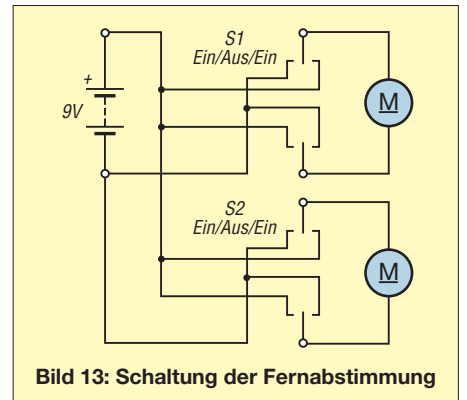 S1
Ein/Aus/Ein
+
9V
M
S2
Ein/Aus/Ein
M
Bild 13: Schaltung der Fernabstimmung